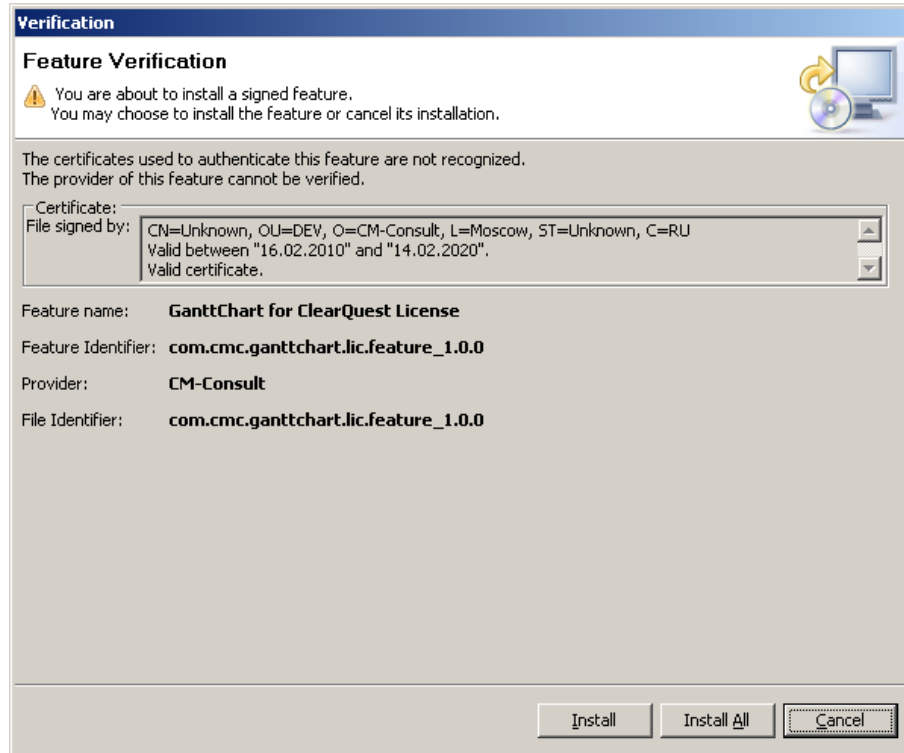 Verification
Feature Verification
You are about to install a signed feature.
You may choose to install the feature or cancel its installation.
The certificates used to authenticate this feature are not recognized.
The provider of this feature cannot be verified.
Certificate:
File signed by: CN=Unknown, OU=DEV, O=CM-Consult, L=Moscow, ST=Unknown, C=RU
Valid between "16.02.2010" and "14.02.2020".
Valid certificate.
Feature name: GanttChart for ClearQuest License
Feature Identifier: com.cmc.ganttchart.lic.feature_1.0.0
Provider: CM-Consult
File Identifier: com.cmc.ganttchart.lic.feature_1.0.0
Install Install All Cancel